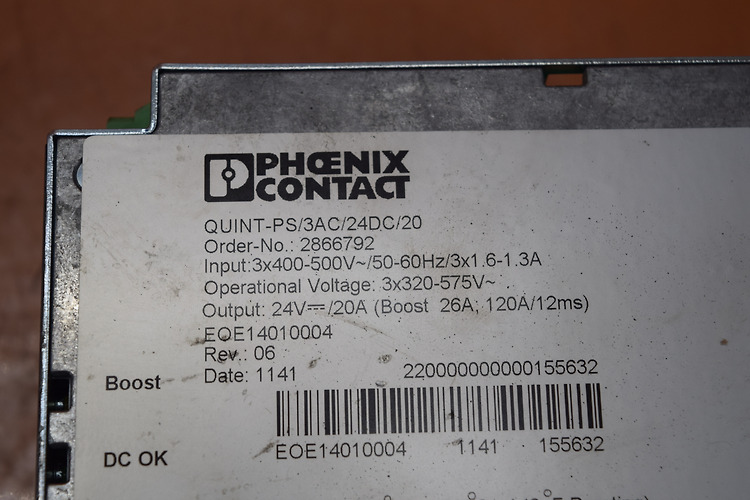 PHŒNIX
CONTACT
QUINT-PS/3AC/24DC/20
Order-No.: 2866792
Input:3x400-500V~/50-60Hz/3x1.6-1.3A
Operational Voltage: 3x320-575V~
Output: 24V⎓/20A (Boost 26A; 120A/12ms)
EOE14010004
Rev.: 06
Date: 1141 220000000000155632
Boost
EOE14010004 1141 155632
DC OK